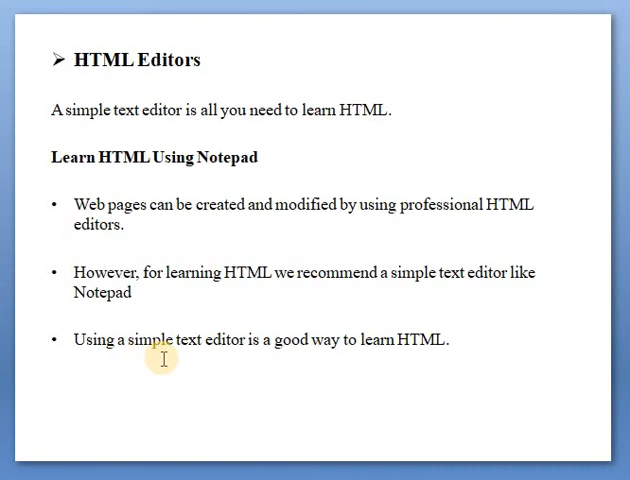 ➢ HTML Editors
A simple text editor is all you need to learn HTML.
Learn HTML Using Notepad
• Web pages can be created and modified by using professional HTML
editors.
• However, for learning HTML we recommend a simple text editor like
Notepad
• Using a simple text editor is a good way to learn HTML.